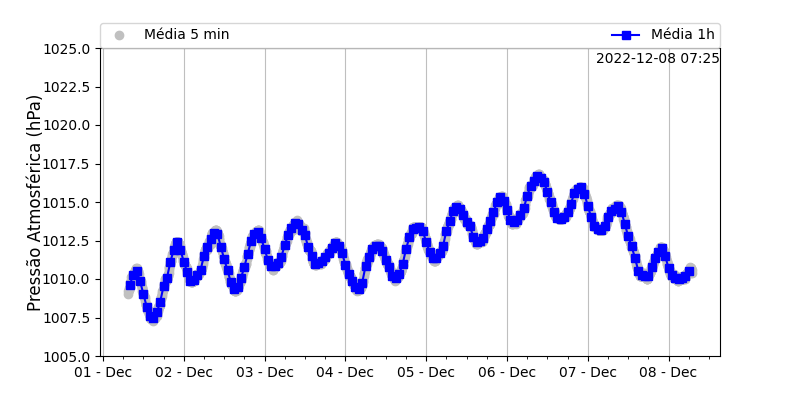 Média 5 min
Média 1h
2022-12-08 07:25
Pressão Atmosférica (hPa)
1025.0
1022.5
1020.0
1017.5
1015.0
1012.5
1010.0
1007.5
1005.0
01 - Dec
02 - Dec
03 - Dec
04 - Dec
05 - Dec
06 - Dec
07 - Dec
08 - Dec